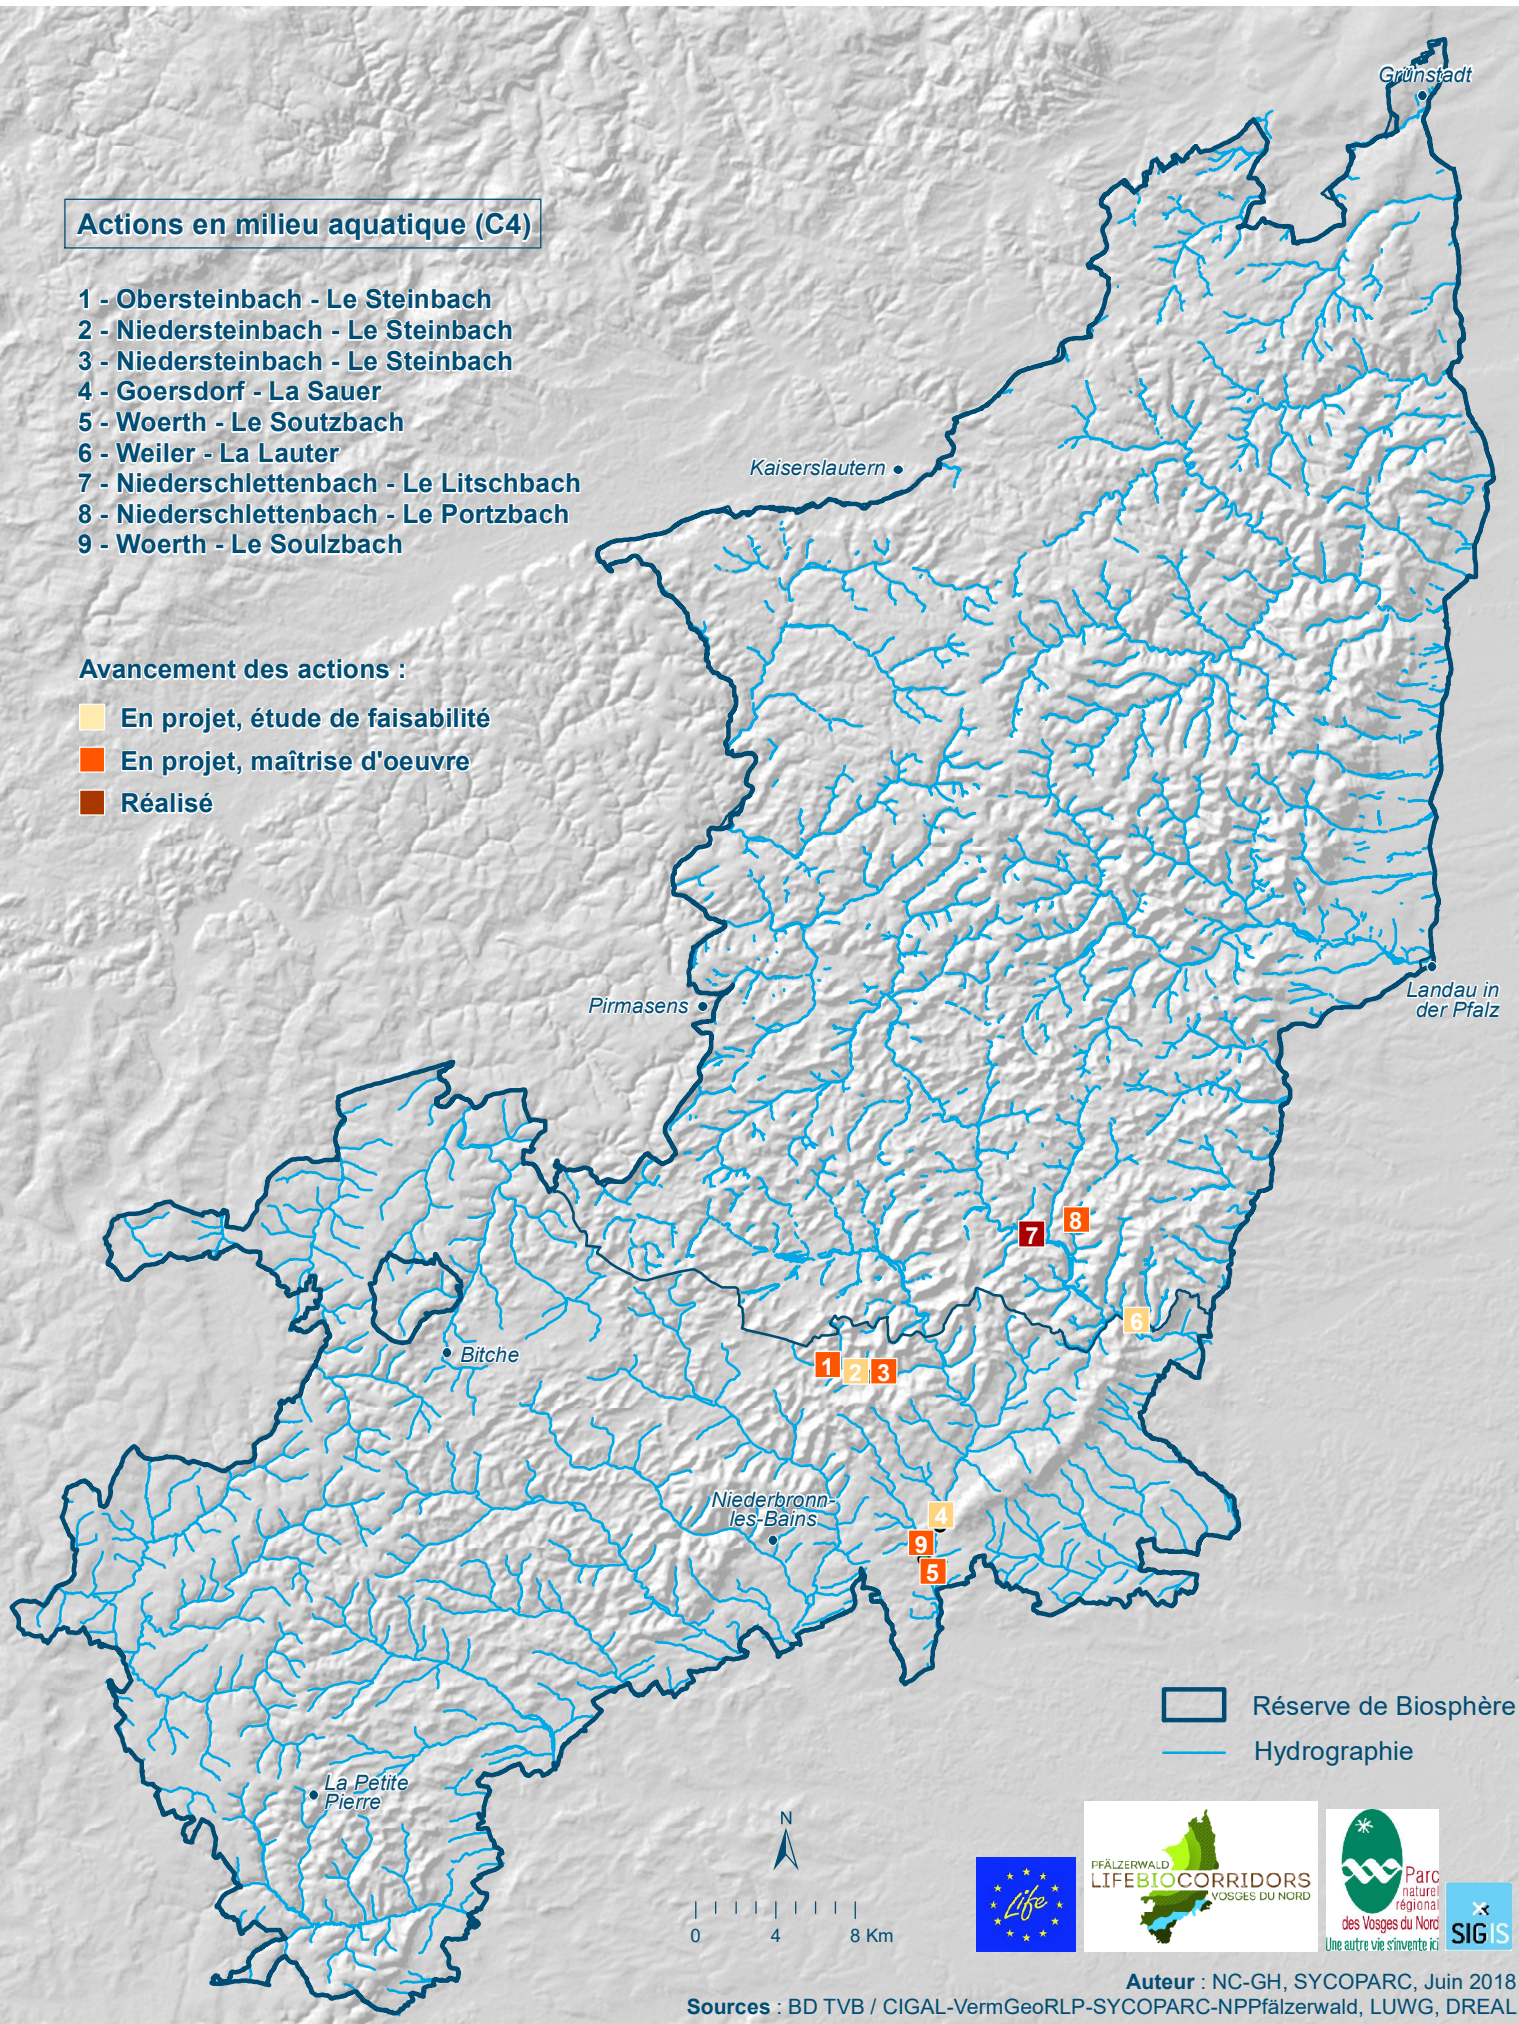 Actions en milieu aquatique (C4)
1 - Obersteinbach - Le Steinbach
2 - Niedersteinbach - Le Steinbach
3 - Niedersteinbach - Le Steinbach
4 - Goersdorf - La Sauer
5 - Woerth - Le Soutzbach
6 - Weiler - La Lauter
7 - Niederschlettenbach - Le Litschbach
8 - Niederschlettenbach - Le Portzbach
9 - Woerth - Le Soulzbach
Avancement des actions :
En projet, étude de faisabilité
En projet, maîtrise d'oeuvre
Réalisé
Grünstadt
Kaiserslautern
Pirmasens
Landau in
der Pfalz
7
8
6
Bitche
1
2
3
Niederbronn-
les-Bains
4
9
5
La Petite
Pierre
Réserve de Biosphère
Hydrographie
N
0 4 8 Km
Life
PFÄLZERWALD
LIFEBIOCORRIDORS
VOSGES DU NORD
Parc
naturel
régional
des Vosges du Nord
Une autre vie s'invente ici
SIGIS
Auteur : NC-GH, SYCOPARC, Juin 2018
Sources : BD TVB / CIGAL-VermGeoRLP-SYCOPARC-NPPfälzerwald, LUWG, DREAL